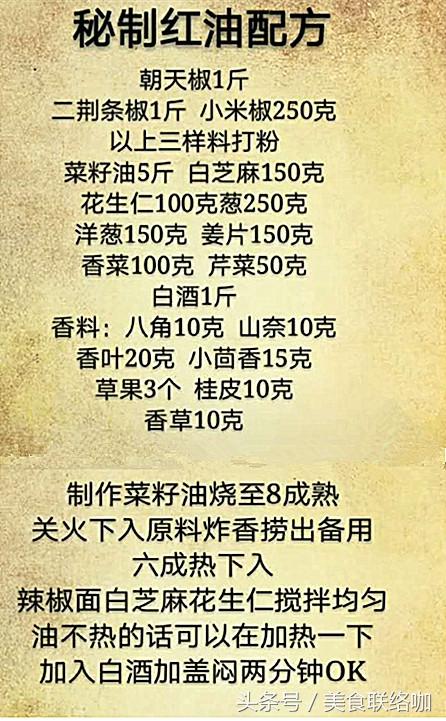 秘制红油配方
朝天椒1斤
二荆条椒1斤 小米椒250克
以上三样料打粉
菜籽油5斤 白芝麻150克
花生仁100克葱250克
洋葱150克 姜片150克
香菜100克 芹菜50克
白酒1斤
香料：八角10克 山奈10克
香叶20克 小茴香15克
草果3个 桂皮10克
香草10克
制作菜籽油烧至8成熟
关火下入原料炸香捞出备用
六成热下入
辣椒面白芝麻花生仁搅拌均匀
油不热的话可以在加热一下
加入白酒加盖闷两分钟OK
头条号 / 美食联络咖